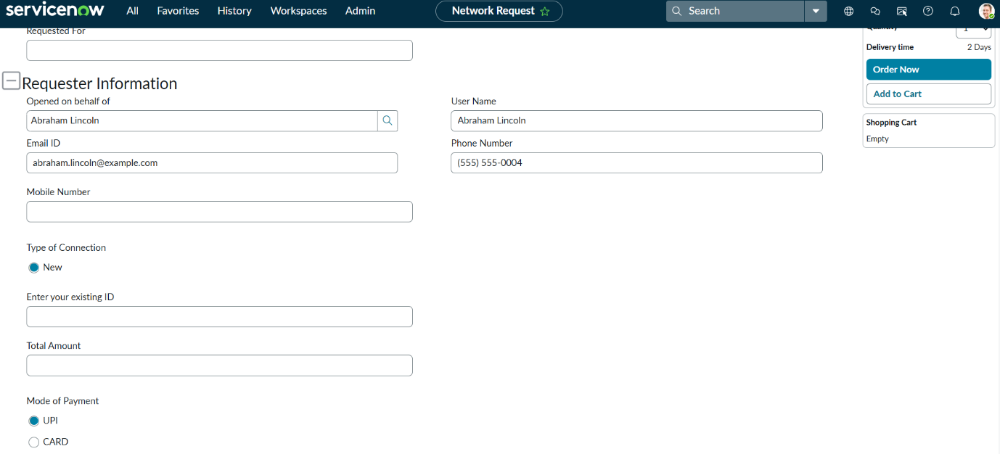 servicenow All Favorites History Workspaces Admin Network Request Search
Requested For
Requester Information
Opened on behalf of
Abraham Lincoln
User Name
Abraham Lincoln
Email ID
abraham.lincoln@example.com
Phone Number
(555) 555-0004
Mobile Number
Type of Connection
New
Enter your existing ID
Total Amount
Mode of Payment
UPI
CARD
Quantity 1
Delivery time 2 Days
Order Now
Add to Cart
Shopping Cart
Empty